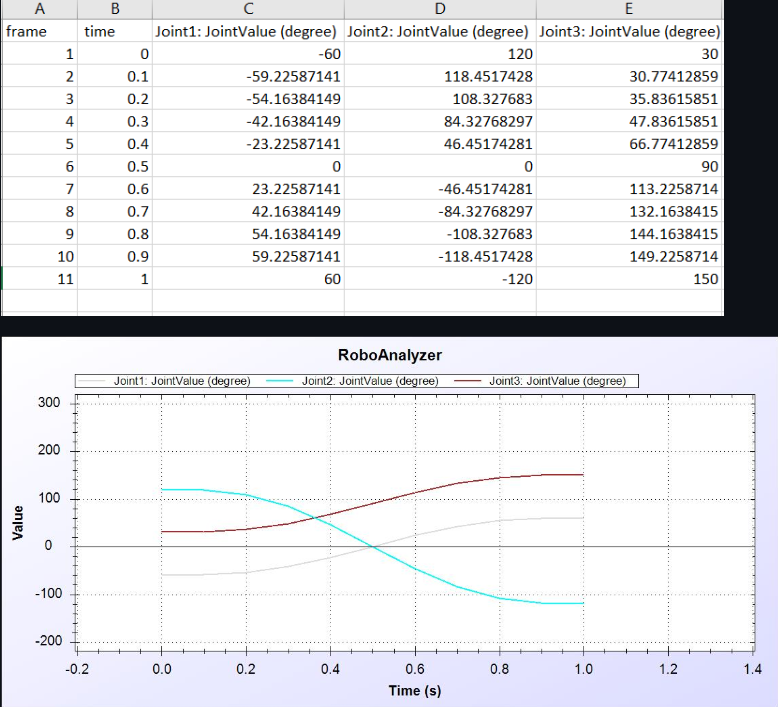 A B C D E
frame time Joint1: JointValue (degree) Joint2: JointValue (degree) Joint3: JointValue (degree)
1 0 -60 120 30
2 0.1 -59.22587141 118.4517428 30.77412859
3 0.2 -54.16384149 108.327683 35.83615851
4 0.3 -42.16384149 84.32768297 47.83615851
5 0.4 -23.22587141 46.45174281 66.77412859
6 0.5 0 0 90
7 0.6 23.22587141 -46.45174281 113.2258714
8 0.7 42.16384149 -84.32768297 132.1638415
9 0.8 54.16384149 -108.327683 144.1638415
10 0.9 59.22587141 -118.4517428 149.2258714
11 1 60 -120 150
RoboAnalyzer
Joint1: JointValue (degree) Joint2: JointValue (degree) Joint3: JointValue (degree)
300
200
100
0
-100
-200
Value
-0.2 0.0 0.2 0.4 0.6 0.8 1.0 1.2 1.4
Time (s)